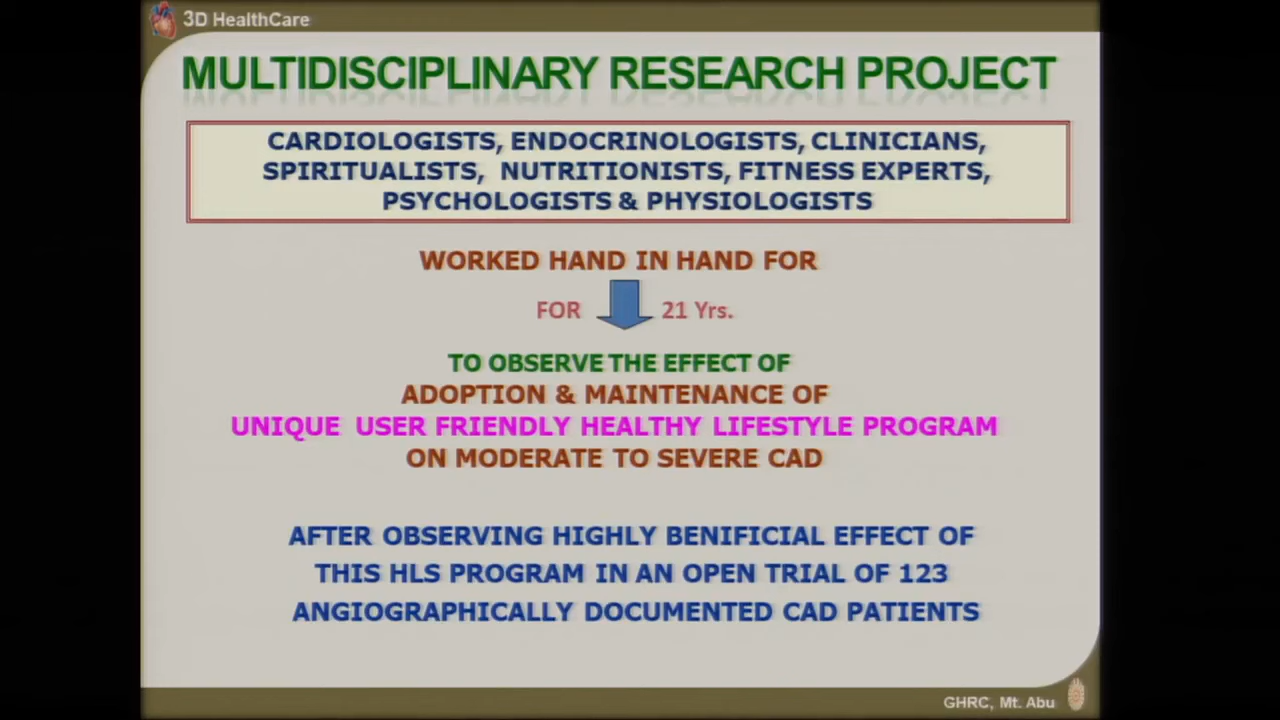 3D HealthCare
MULTIDISCIPLINARY RESEARCH PROJECT
CARDIOLOGISTS, ENDOCRINOLOGISTS, CLINICIANS,
SPIRITUALISTS, NUTRITIONISTS, FITNESS EXPERTS,
PSYCHOLOGISTS & PHYSIOLOGISTS
WORKED HAND IN HAND FOR
FOR 21 Yrs.
TO OBSERVE THE EFFECT OF
ADOPTION & MAINTENANCE OF
UNIQUE USER FRIENDLY HEALTHY LIFESTYLE PROGRAM
ON MODERATE TO SEVERE CAD
AFTER OBSERVING HIGHLY BENIFICIAL EFFECT OF
THIS HLS PROGRAM IN AN OPEN TRIAL OF 123
ANGIOGRAPHICALLY DOCUMENTED CAD PATIENTS
GHRC, Mt. Abu